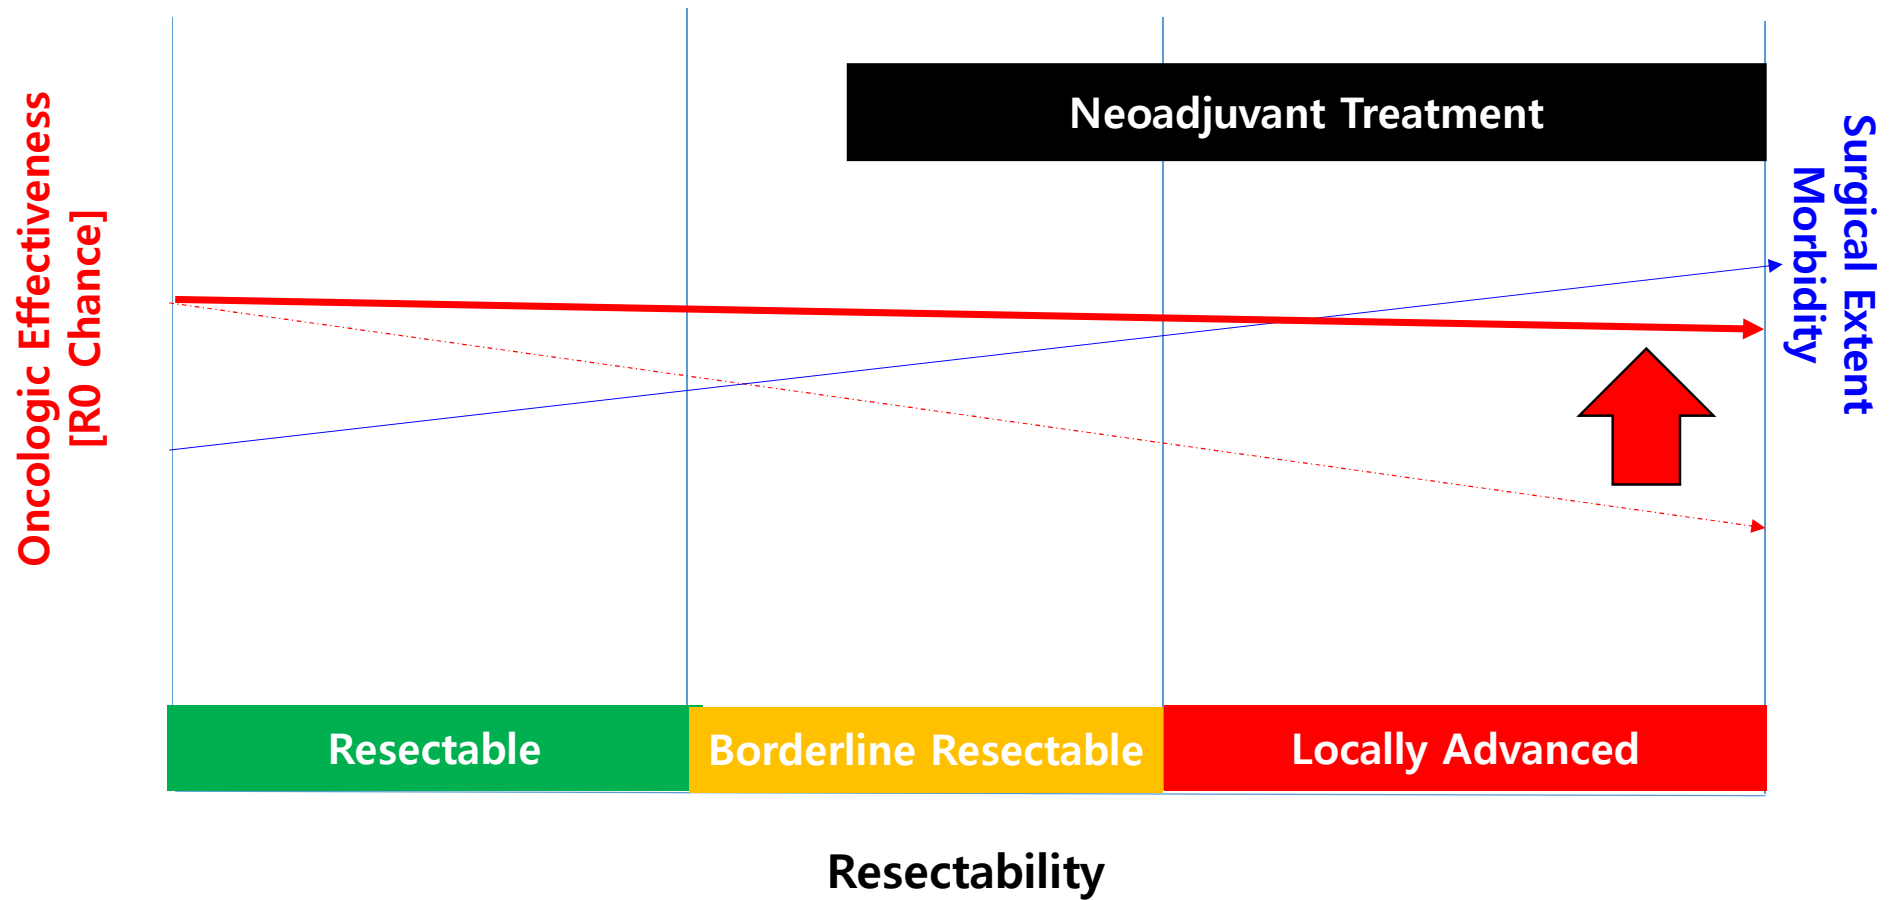 Neoadjuvant Treatment
Oncologic Effectiveness
[R0 Chance]
Surgical Extent
Morbidity
Resectable
Borderline Resectable
Locally Advanced
Resectability